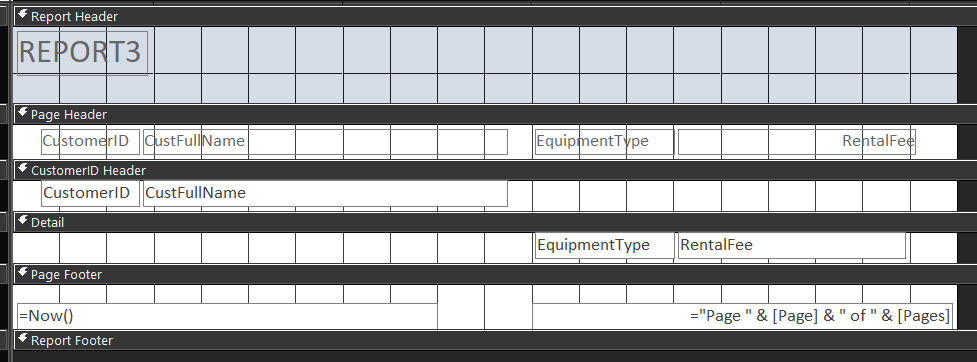 Report Header
REPORT3
Page Header
CustomerID CustFullName EquipmentType RentalFee
CustomerID Header
CustomerID CustFullName
Detail
EquipmentType RentalFee
Page Footer
=Now() ="Page " & [Page] & " of " & [Pages]
Report Footer